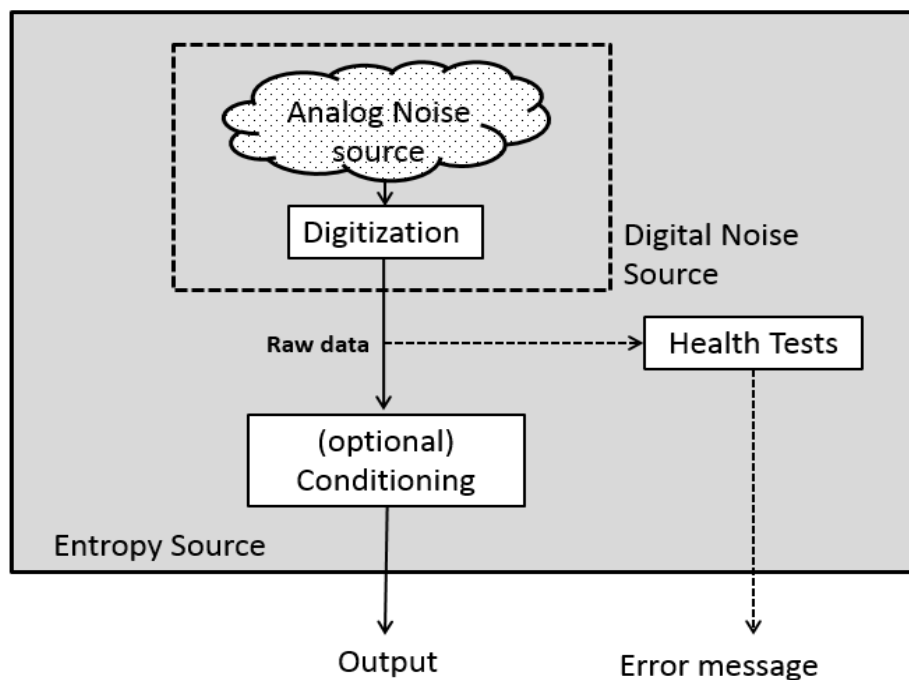 Analog Noise
source
Digitization
Digital Noise
Source
Raw data
Health Tests
(optional)
Conditioning
Entropy Source
Output
Error message